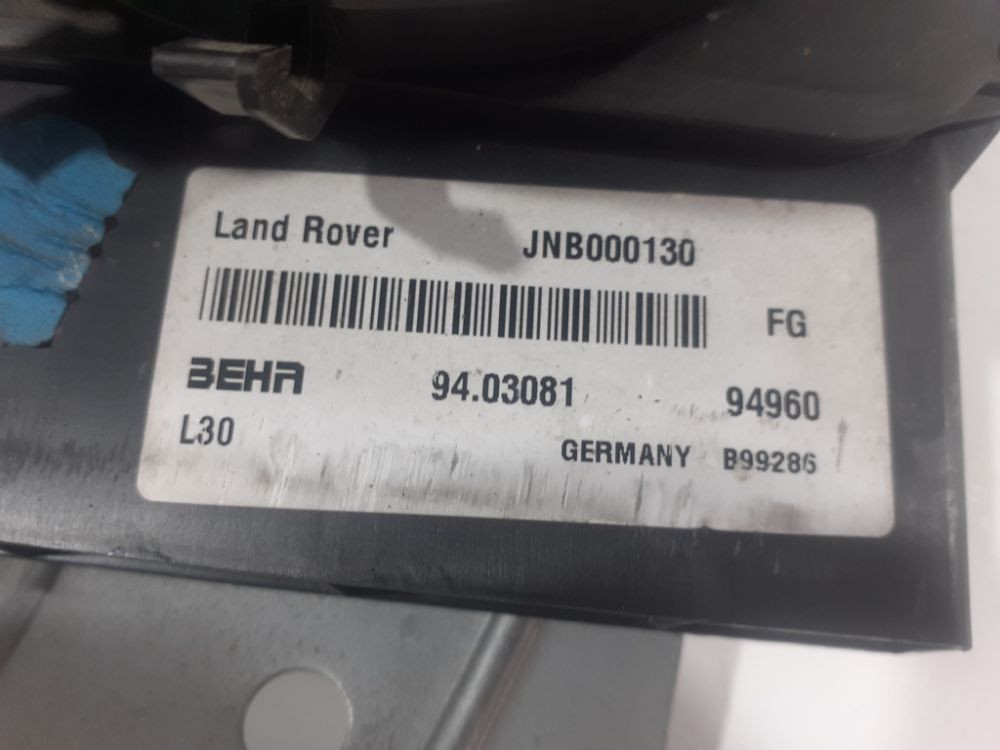 Land Rover JNB000130
FG
BEHR 94.03081 94960
L30 GERMANY B99286